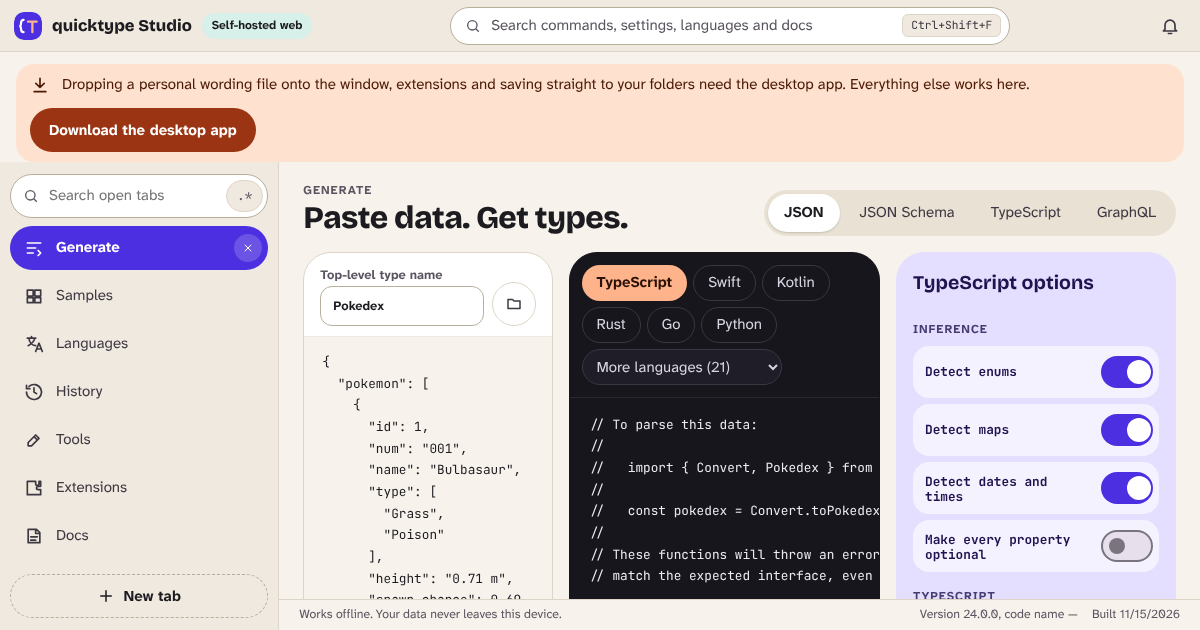 quicktype Studio
Self-hosted web
Search commands, settings, languages and docs
Ctrl+Shift+F
Dropping a personal wording file onto the window, extensions and saving straight to your folders need the desktop app. Everything else works here.
Download the desktop app
Search open tabs
.*
Generate
Samples
Languages
History
Tools
Extensions
Docs
New tab
GENERATE
Paste data. Get types.
JSON
JSON Schema
TypeScript
GraphQL
Top-level type name
Pokedex
{
"pokemon": [
{
"id": 1,
"num": "001",
"name": "Bulbasaur",
"type": [
"Grass",
"Poison"
],
"height": "0.71 m",
TypeScript
Swift
Kotlin
Rust
Go
Python
More languages (21)
// To parse this data:
//
//   import { Convert, Pokedex } from
//
//   const pokedex = Convert.toPokedex
//
// These functions will throw an error
// match the expected interface, even
TypeScript options
INFERENCE
Detect enums
Detect maps
Detect dates and
times
Make every property
optional
TYPESCRIPT
Works offline. Your data never leaves this device.
Version 24.0.0, code name —
Built 11/15/2026